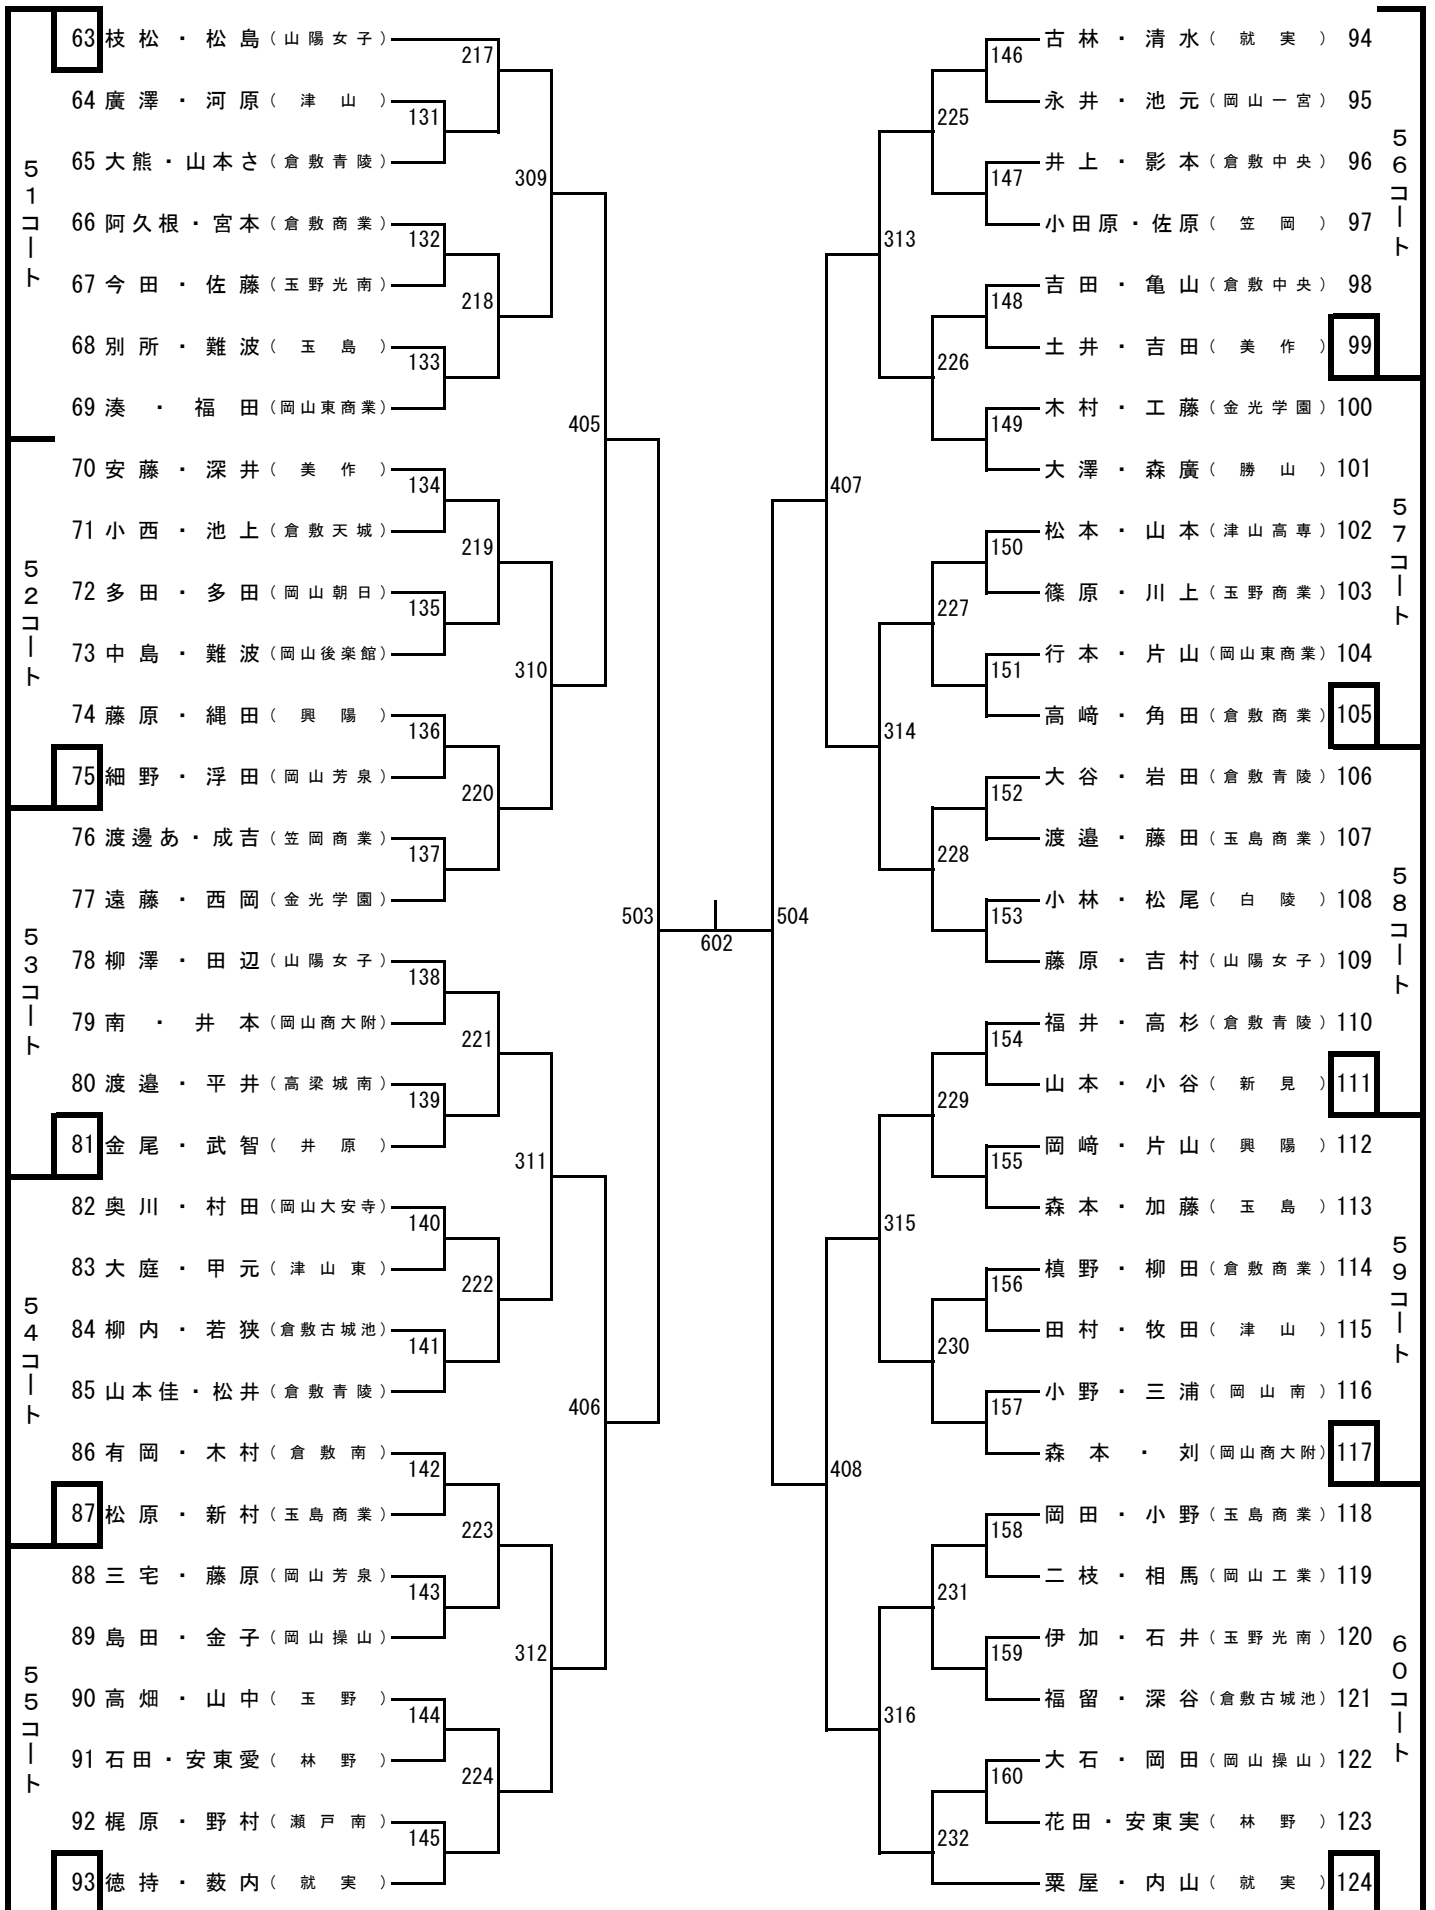 51コート
63 枝松・松島（山陽女子）
64 廣澤・河原（津山）
65 大熊・山本さ（倉敷青陵）
66 阿久根・宮本（倉敷商業）
67 今田・佐藤（玉野光南）
68 別所・難波（玉島）
69 湊・福田（岡山東商業）
52コート
70 安藤・深井（美作）
71 小西・池上（倉敷天城）
72 多田・多田（岡山朝日）
73 中島・難波（岡山後楽館）
74 藤原・縄田（興陽）
75 細野・浮田（岡山芳泉）
53コート
76 渡邊あ・成吉（笠岡商業）
77 遠藤・西岡（金光学園）
78 柳澤・田辺（山陽女子）
79 南・井本（岡山商大附）
80 渡邉・平井（高梁城南）
81 金尾・武智（井原）
54コート
82 奥川・村田（岡山大安寺）
83 大庭・甲元（津山東）
84 柳内・若狭（倉敷古城池）
85 山本佳・松井（倉敷青陵）
86 有岡・木村（倉敷南）
87 松原・新村（玉島商業）
55コート
88 三宅・藤原（岡山芳泉）
89 島田・金子（岡山操山）
90 高畑・山中（玉野）
91 石田・安東愛（林野）
92 梶原・野村（瀬戸南）
93 徳持・薮内（就実）
131
132
133
134
135
136
137
138
139
140
141
142
143
144
145
217
218
219
220
221
222
223
224
309
310
311
312
405
406
503
602
504
407
408
313
314
315
316
225
226
227
228
229
230
231
232
146
147
148
149
150
151
152
153
154
155
156
157
158
159
160
56コート
古林・清水（就実） 94
永井・池元（岡山一宮） 95
井上・影本（倉敷中央） 96
小田原・佐原（笠岡） 97
吉田・亀山（倉敷中央） 98
土井・吉田（美作） 99
57コート
木村・工藤（金光学園） 100
大澤・森廣（勝山） 101
松本・山本（津山高専） 102
篠原・川上（玉野商業） 103
行本・片山（岡山東商業） 104
高﨑・角田（倉敷商業） 105
58コート
大谷・岩田（倉敷青陵） 106
渡邉・藤田（玉島商業） 107
小林・松尾（白陵） 108
藤原・吉村（山陽女子） 109
福井・高杉（倉敷青陵） 110
山本・小谷（新見） 111
59コート
岡﨑・片山（興陽） 112
森本・加藤（玉島） 113
槙野・柳田（倉敷商業） 114
田村・牧田（津山） 115
小野・三浦（岡山南） 116
森本・刘（岡山商大附） 117
60コート
岡田・小野（玉島商業） 118
二枝・相馬（岡山工業） 119
伊加・石井（玉野光南） 120
福留・深谷（倉敷古城池） 121
大石・岡田（岡山操山） 122
花田・安東実（林野） 123
粟屋・内山（就実） 124